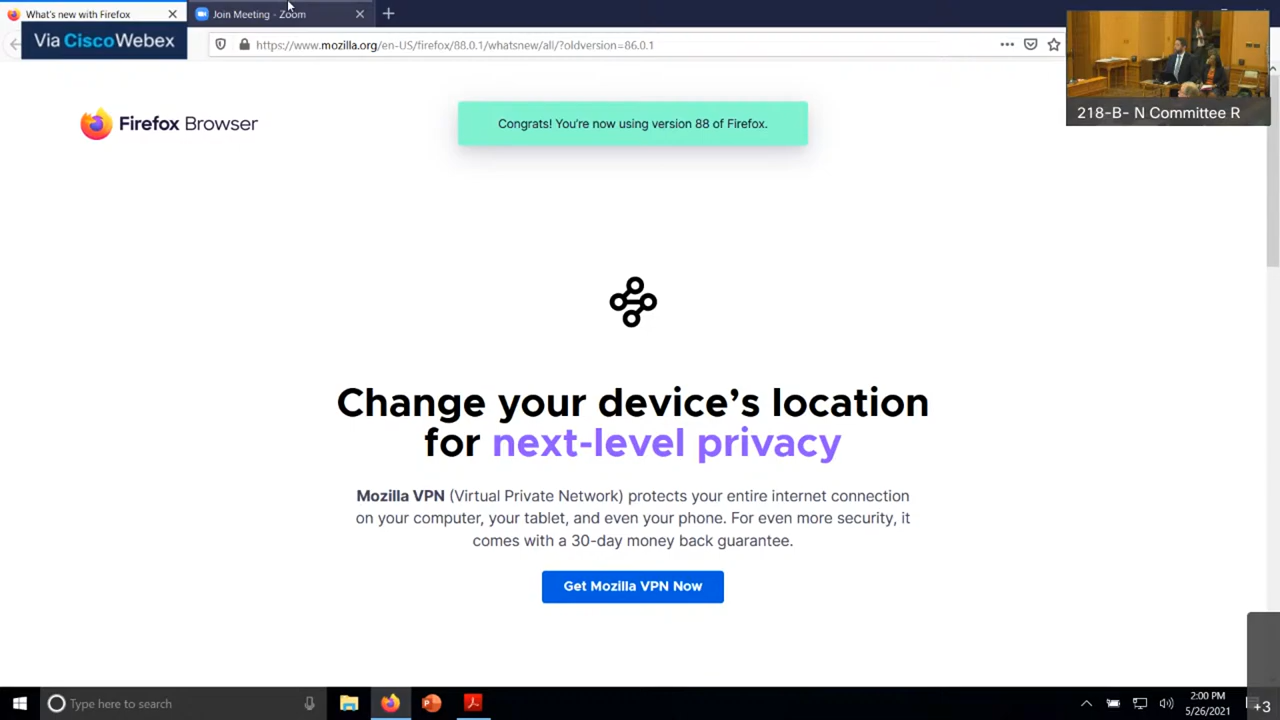 What's new with Firefox
Join Meeting - Zoom
Via CiscoWebex
https://www.mozilla.org/en-US/firefox/88.0.1/whatsnew/all/?oldversion=86.0.1
218-B- N Committee R
Firefox Browser
Congrats! You're now using version 88 of Firefox.
Change your device's location
for next-level privacy
Mozilla VPN (Virtual Private Network) protects your entire internet connection
on your computer, your tablet, and even your phone. For even more security, it
comes with a 30-day money back guarantee.
Get Mozilla VPN Now
Type here to search
2:00 PM
5/26/2021
+3